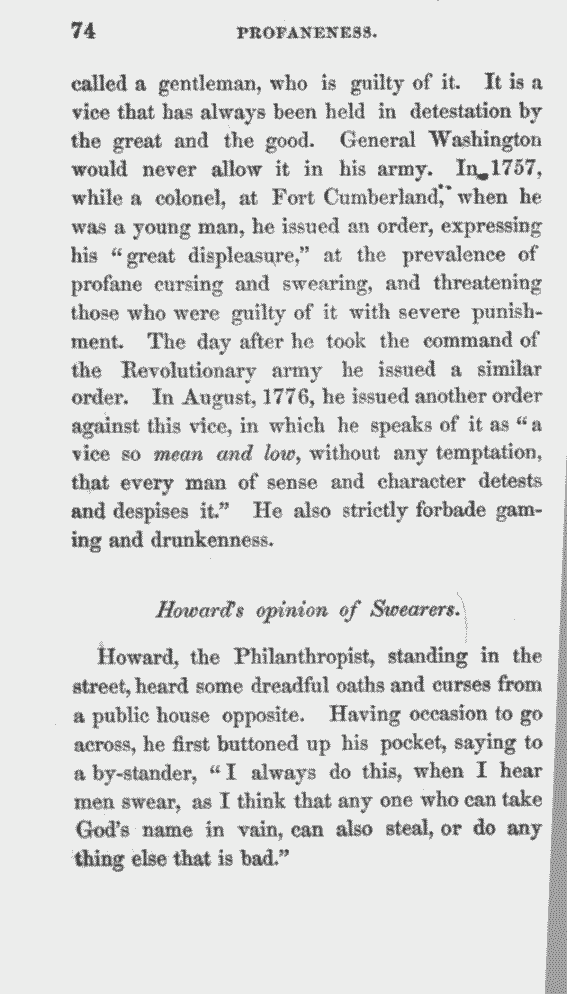 74 PROFANENESS.
called a gentleman, who is guilty of it. It is a
vice that has always been held in detestation by
the great and the good. General Washington
would never allow it in his army. In 1757,
while a colonel, at Fort Cumberland, when he
was a young man, he issued an order, expressing
his "great displeasure," at the prevalence of
profane cursing and swearing, and threatening
those who were guilty of it with severe punish-
ment. The day after he took the command of
the Revolutionary army he issued a similar
order. In August, 1776, he issued another order
against this vice, in which he speaks of it as "a
vice so mean and low, without any temptation,
that every man of sense and character detests
and despises it." He also strictly forbade gam-
ing and drunkenness.
Howard's opinion of Swearers.
Howard, the Philanthropist, standing in the
street, heard some dreadful oaths and curses from
a public house opposite. Having occasion to go
across, he first buttoned up his pocket, saying to
a by-stander, "I always do this, when I hear
men swear, as I think that any one who can take
God's name in vain, can also steal, or do any
thing else that is bad."